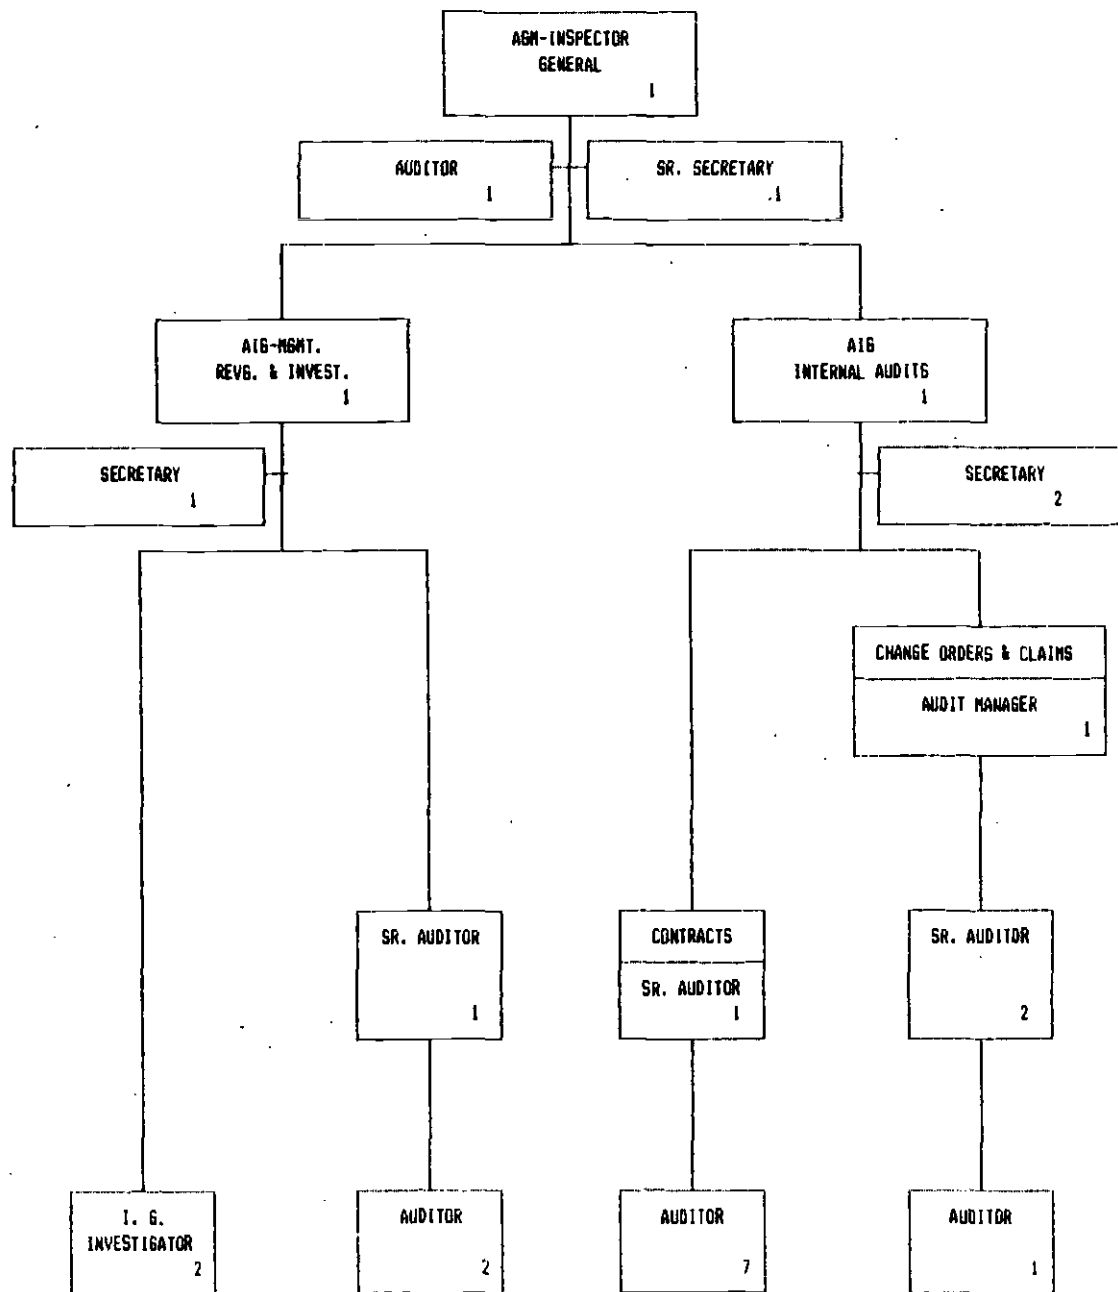 AGM-INSPECTOR
GENERAL
1
AUDITOR
1
SR. SECRETARY
1
AIG-MGMT.
REVG. & INVEST.
1
AIG
INTERNAL AUDITS
1
SECRETARY
1
SECRETARY
2
CHANGE ORDERS & CLAIMS
AUDIT MANAGER
1
SR. AUDITOR
1
CONTRACTS
SR. AUDITOR
1
SR. AUDITOR
2
I. G.
INVESTIGATOR
2
AUDITOR
2
AUDITOR
7
AUDITOR
1